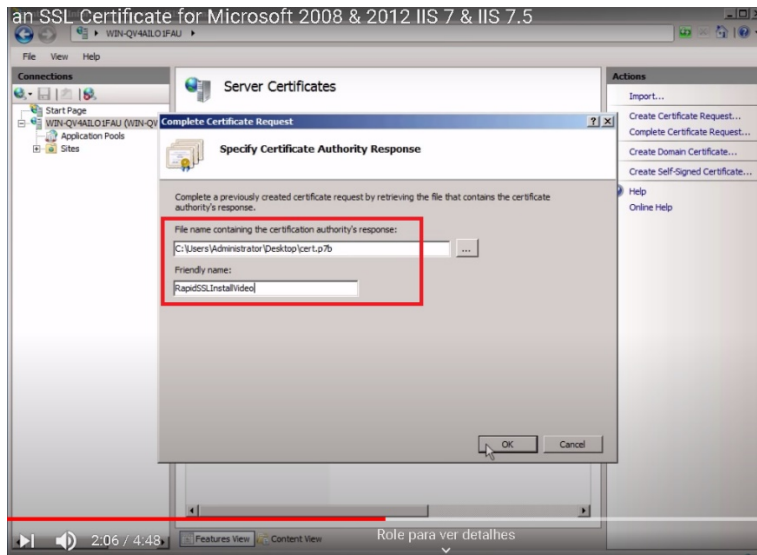 an SSL Certificate for Microsoft 2008 & 2012 IIS 7 & IIS 7.5
WIN-QV4AILO1FAU
File View Help
Connections
Start Page
WIN-QV4AILO1FAU (WIN-QV
Application Pools
Sites
Server Certificates
Complete Certificate Request
Specify Certificate Authority Response
Complete a previously created certificate request by retrieving the file that contains the certificate
authority's response.
File name containing the certification authority's response:
C:\Users\Administrator\Desktop\cert.p7b
...
Friendly name:
RapidSSLInstallVideo
OK Cancel
Actions
Import...
Create Certificate Request...
Complete Certificate Request...
Create Domain Certificate...
Create Self-Signed Certificate...
Help
Online Help
Features View Content View
2:06 / 4:48
Role para ver detalhes